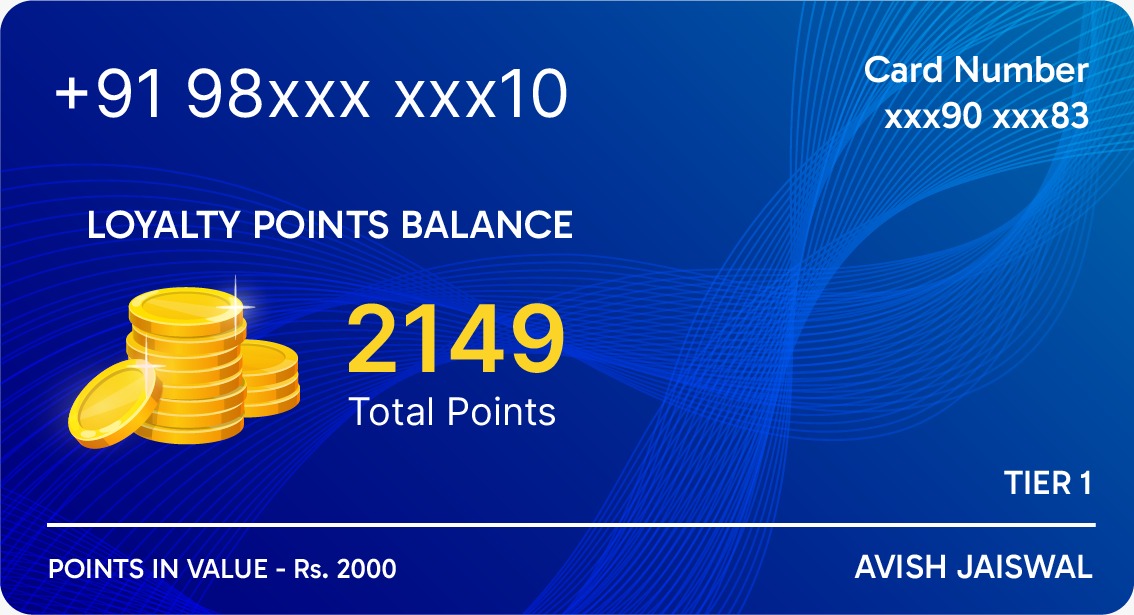 +91 98xxx xxx10
Card Number
xxx90 xxx83
LOYALTY POINTS BALANCE
2149
Total Points
TIER 1
POINTS IN VALUE - Rs. 2000
AVISH JAISWAL